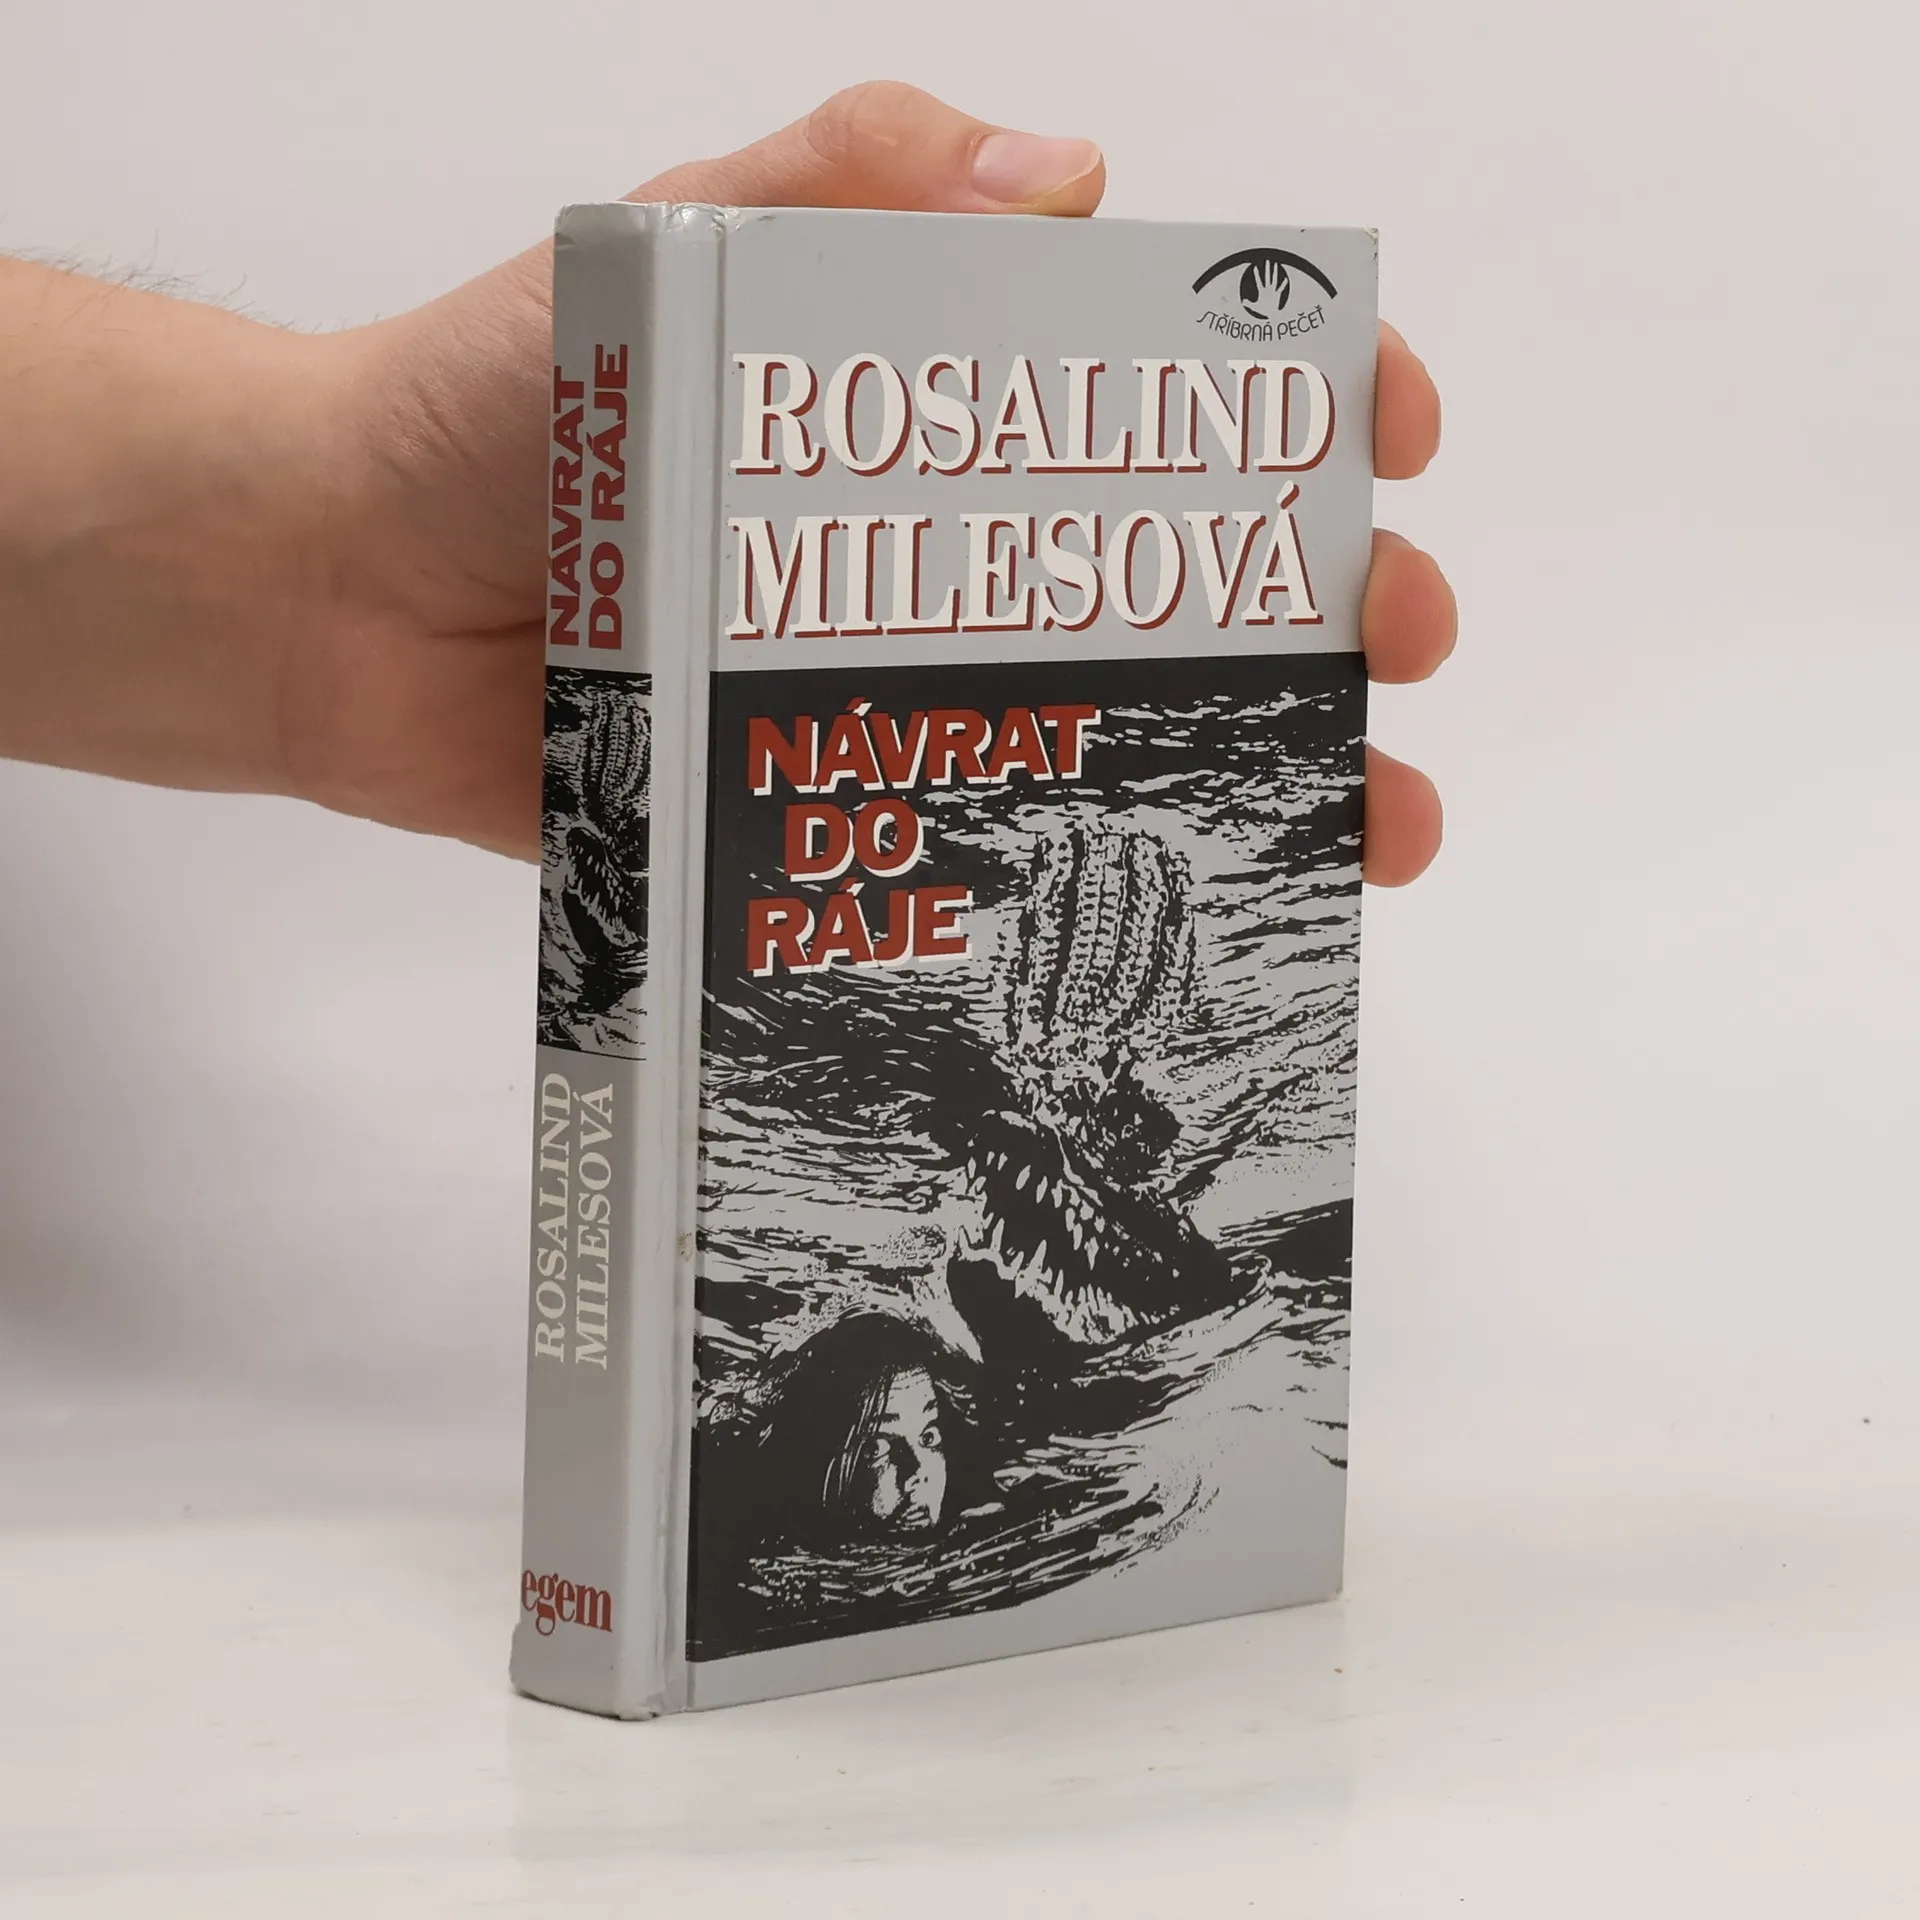 STŘÍBRNÁ PEČEŤ
ROSALIND
MILESOVÁ
NÁVRAT
DO
RÁJE
NÁVRAT
DO RÁJE
ROSALIND
MILESOVÁ
egem